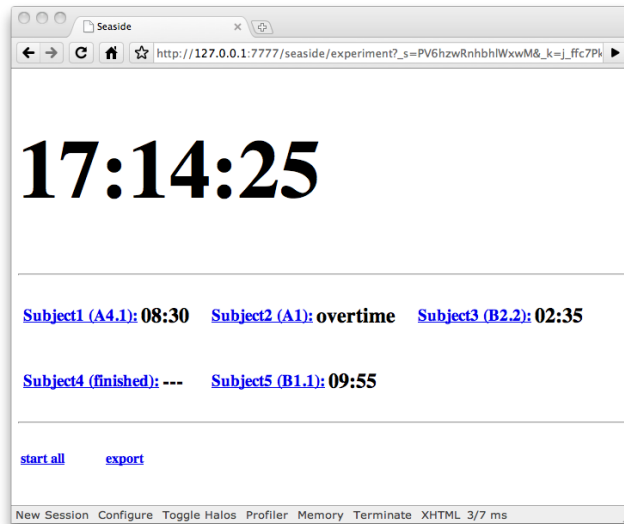 Seaside
http://127.0.0.1:7777/seaside/experiment?_s=PV6hzwRnhbhlWxwM&_k=j_ffc7Pk
17:14:25
Subject1 (A4.1): 08:30 Subject2 (A1): overtime Subject3 (B2.2): 02:35
Subject4 (finished): --- Subject5 (B1.1): 09:55
start all export
New Session Configure Toggle Halos Profiler Memory Terminate XHTML 3/7 ms